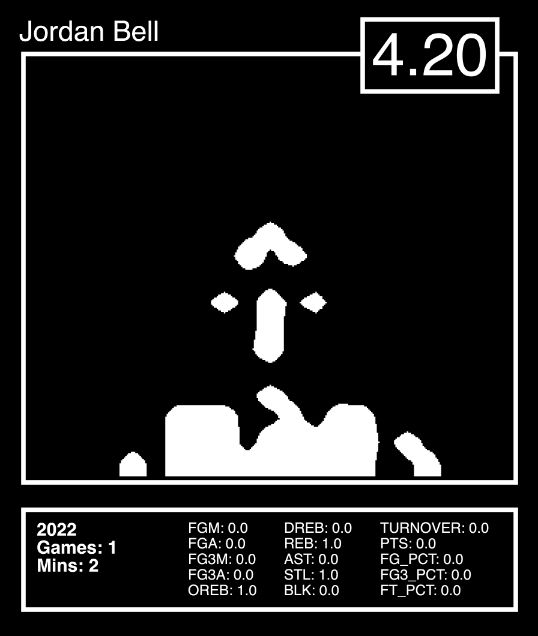 Jordan Bell
4.20
2022
Games: 1
Mins: 2
FGM: 0.0
FGA: 0.0
FG3M: 0.0
FG3A: 0.0
OREB: 1.0
DREB: 0.0
REB: 1.0
AST: 0.0
STL: 1.0
BLK: 0.0
TURNOVER: 0.0
PTS: 0.0
FG_PCT: 0.0
FG3_PCT: 0.0
FT_PCT: 0.0